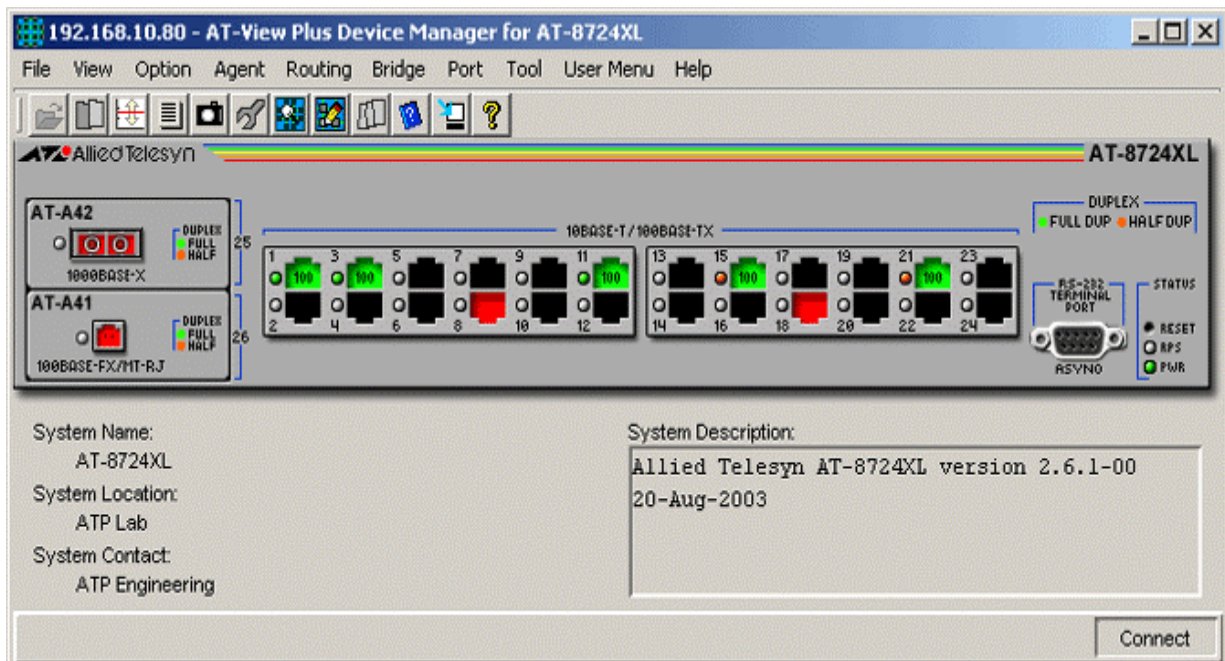 192.168.10.80 - AT-View Plus Device Manager for AT-8724XL
File View Option Agent Routing Bridge Port Tool User Menu Help
Allied Telesyn
AT-8724XL
AT-A42
DUPLEX
FULL
HALF
25
1000BASE-X
AT-A41
DUPLEX
FULL
HALF
26
100BASE-FX/MT-RJ
10BASE-T/100BASE-TX
1 3 5 7 9 11 13 15 17 19 21 23
100 100 100 100 100
2 4 6 8 10 12 14 16 18 20 22 24
DUPLEX
FULL DUP HALF DUP
RS-232
TERMINAL
PORT
ASYN0
STATUS
RESET
RPS
PWR
System Name:
AT-8724XL
System Location:
ATP Lab
System Contact:
ATP Engineering
System Description:
Allied Telesyn AT-8724XL version 2.6.1-00
20-Aug-2003
Connect